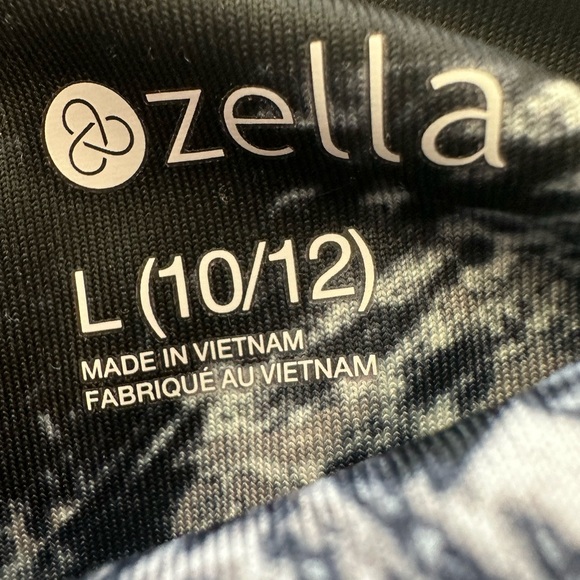 zella
L (10/12)
MADE IN VIETNAM
FABRIQUÉ AU VIETNAM